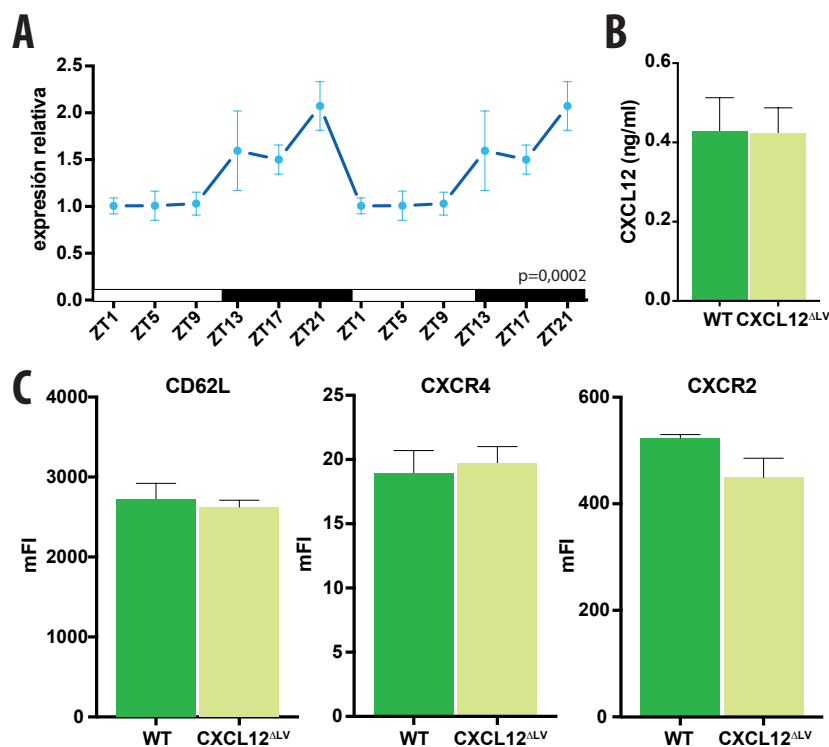 A
expresión relativa
2.5
2.0
1.5
1.0
0.5
0.0
p=0,0002
ZT1
ZT5
ZT9
ZT13
ZT17
ZT21
ZT1
ZT5
ZT9
ZT13
ZT17
ZT21
B
CXCL12 (ng/ml)
0.6
0.4
0.2
0.0
WT CXCL12ΔLV
C
CD62L
mFI
4000
3000
2000
1000
0
WT CXCL12ΔLV
CXCR4
mFI
25
20
15
10
5
0
WT CXCL12ΔLV
CXCR2
mFI
600
400
200
0
WT CXCL12ΔLV